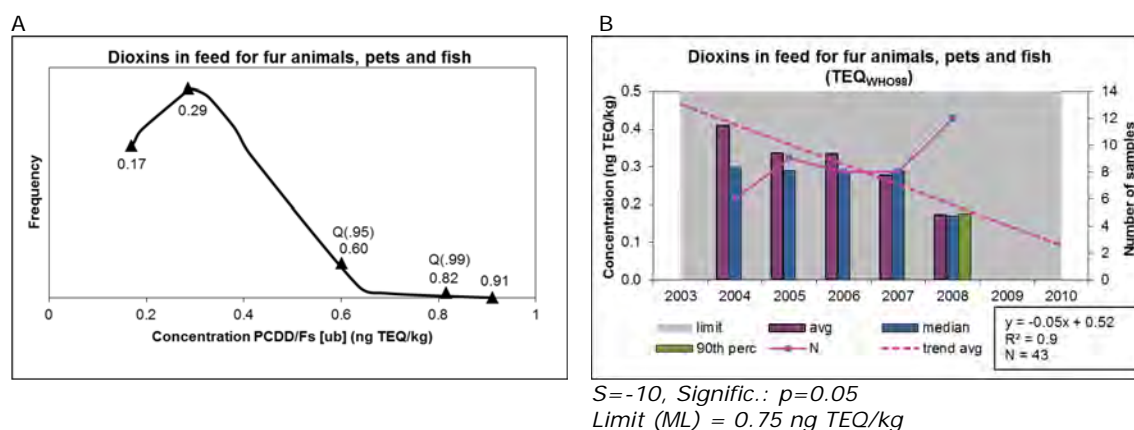 A
Dioxins in feed for fur animals, pets and fish
Frequency
0.17
0.29
Q(.95)
0.60
Q(.99)
0.82
0.91
0 0.2 0.4 0.6 0.8 1
Concentration PCDD/Fs [ub] (ng TEQ/kg)
B
Dioxins in feed for fur animals, pets and fish
(TEQWHO98)
Concentration (ng TEQ/kg)
0.5
0.4
0.3
0.2
0.1
0.0
14
12
10
8
6
4
2
0
Number of samples
2003 2004 2005 2006 2007 2008 2009 2010
limit avg median
90th perc N trend avg
y = -0.05x + 0.52
R² = 0.9
N = 43
S=-10, Signific.: p=0.05
Limit (ML) = 0.75 ng TEQ/kg